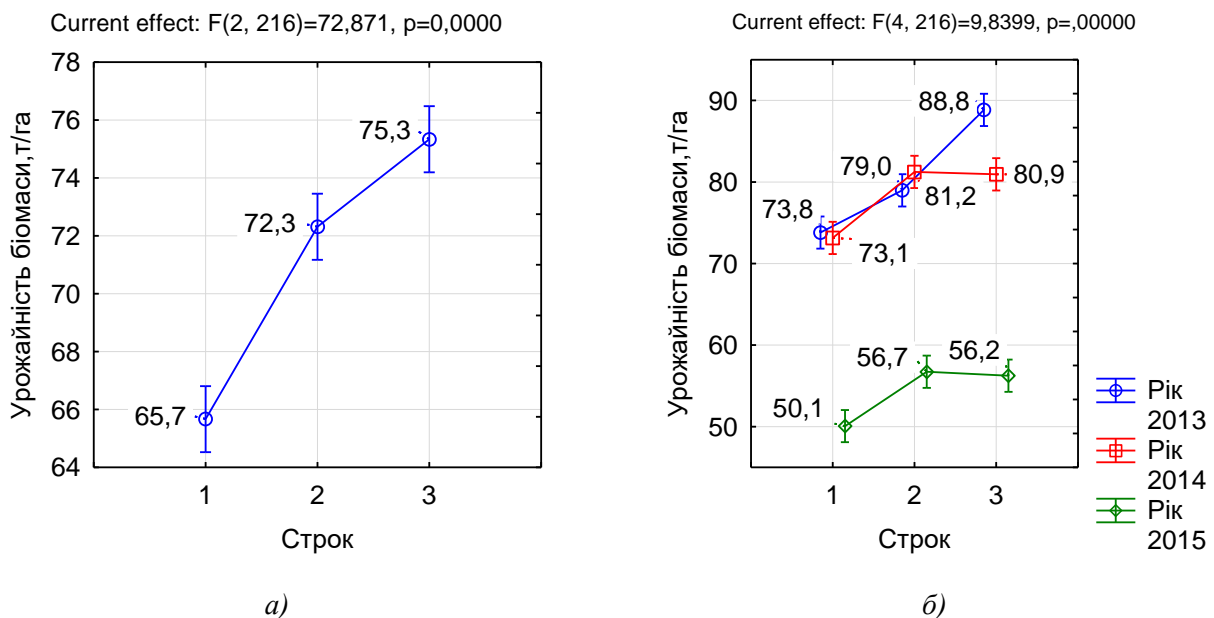 Current effect: F(2, 216)=72,871, p=0,0000
78
76
74
72
70
68
66
64
Урожайність біомаси,т/га
65,7
72,3
75,3
1 2 3
Строк
а)
Current effect: F(4, 216)=9,8399, p=,00000
90
80
70
60
50
Урожайність біомаси,т/га
88,8
79,0
81,2
80,9
73,8
73,1
56,7
56,2
50,1
1 2 3
Строк
Рік
2013
Рік
2014
Рік
2015
б)